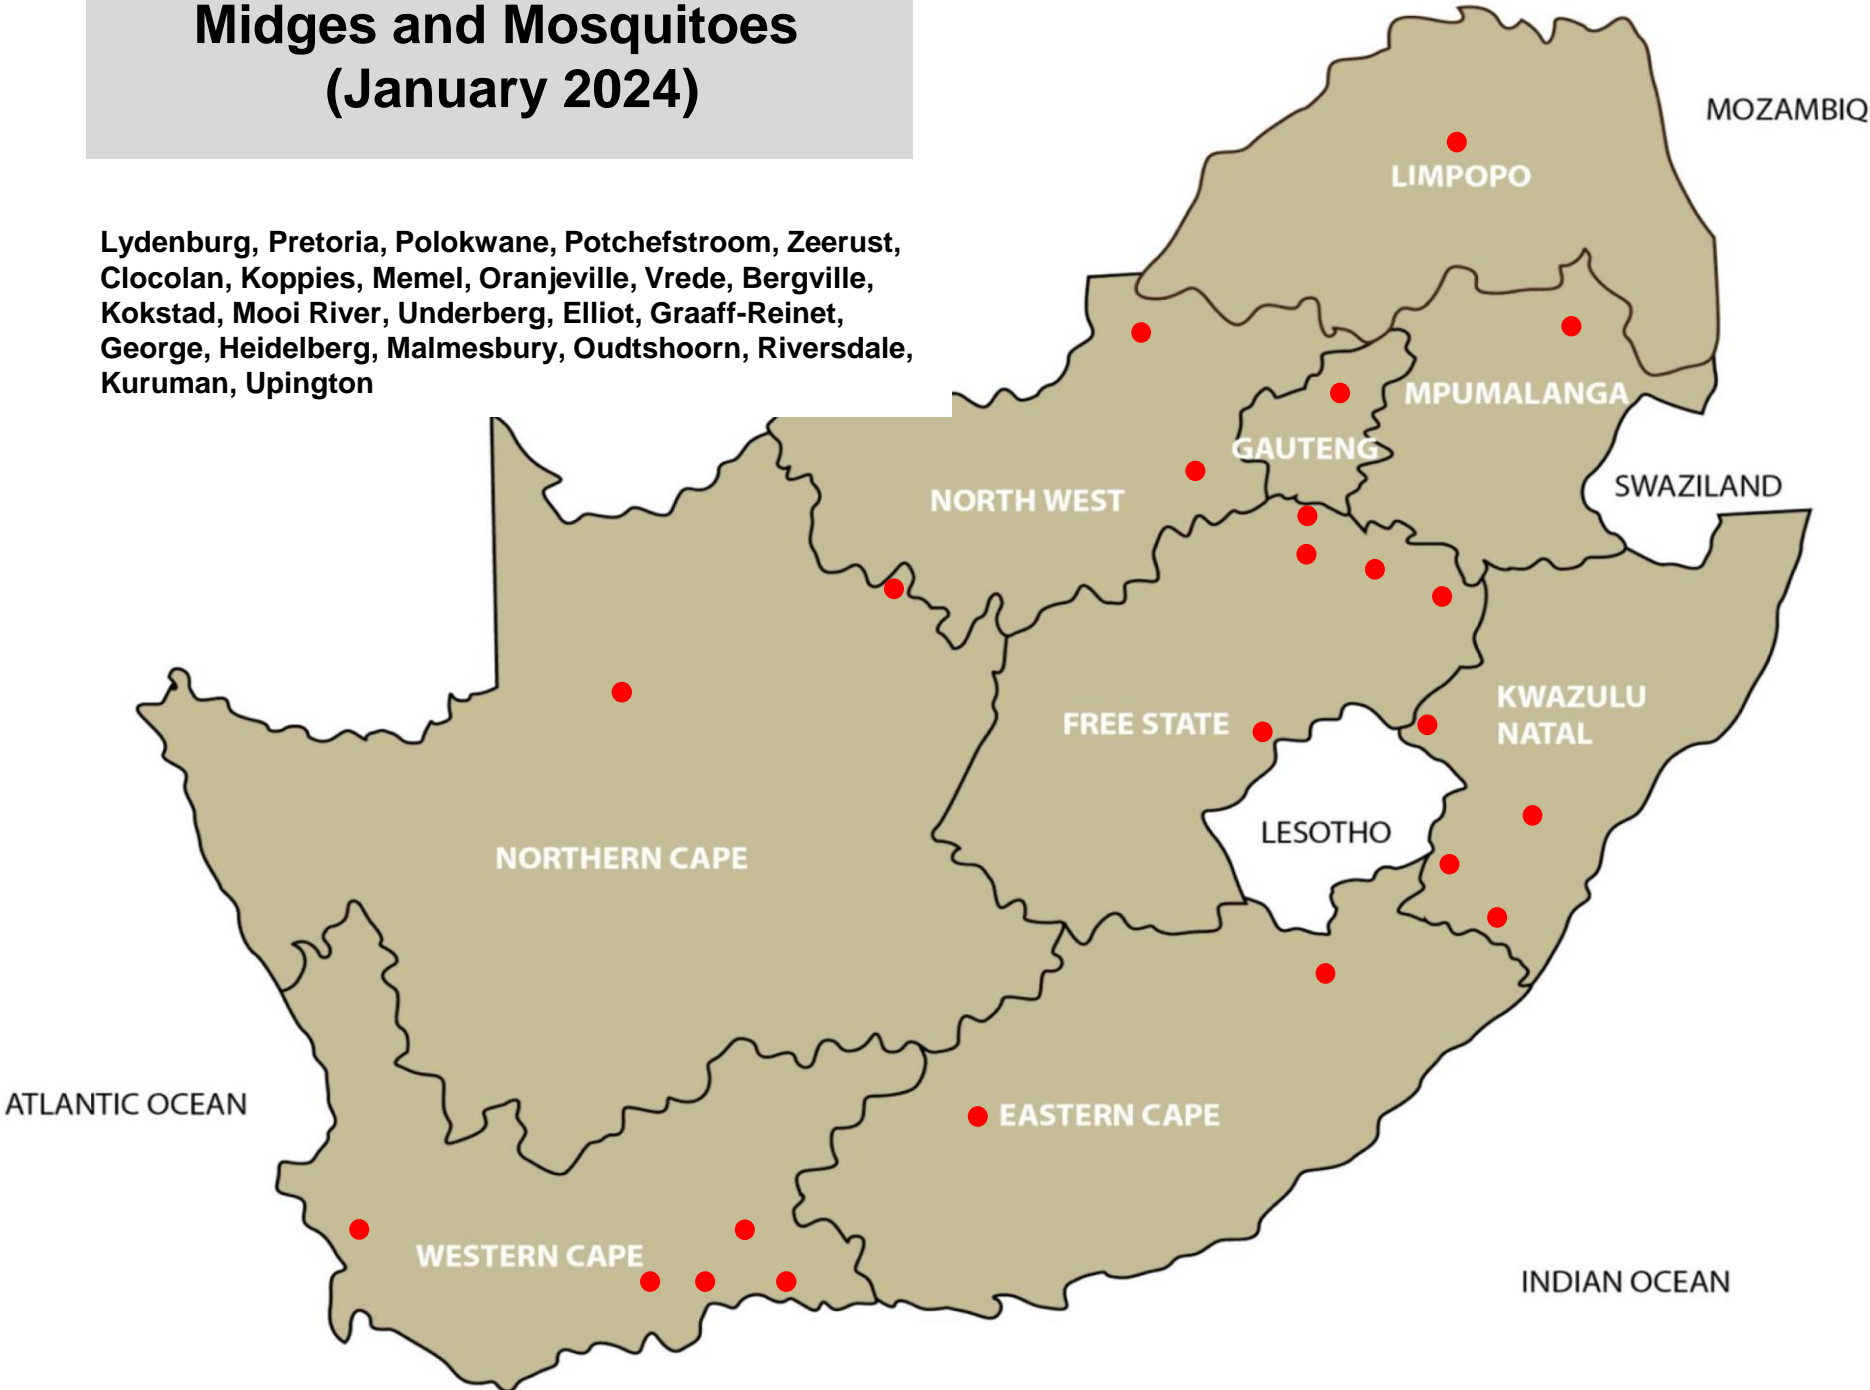 Midges and Mosquitoes
(January 2024)
Lydenburg, Pretoria, Polokwane, Potchefstroom, Zeerust,
Clocolan, Koppies, Memel, Oranjeville, Vrede, Bergville,
Kokstad, Mooi River, Underberg, Elliot, Graaff-Reinet,
George, Heidelberg, Malmesbury, Oudtshoorn, Riversdale,
Kuruman, Upington
MOZAMBIQ
LIMPOPO
MPUMALANGA
GAUTENG
SWAZILAND
NORTH WEST
KWAZULU
NATAL
FREE STATE
LESOTHO
NORTHERN CAPE
ATLANTIC OCEAN
EASTERN CAPE
WESTERN CAPE
INDIAN OCEAN